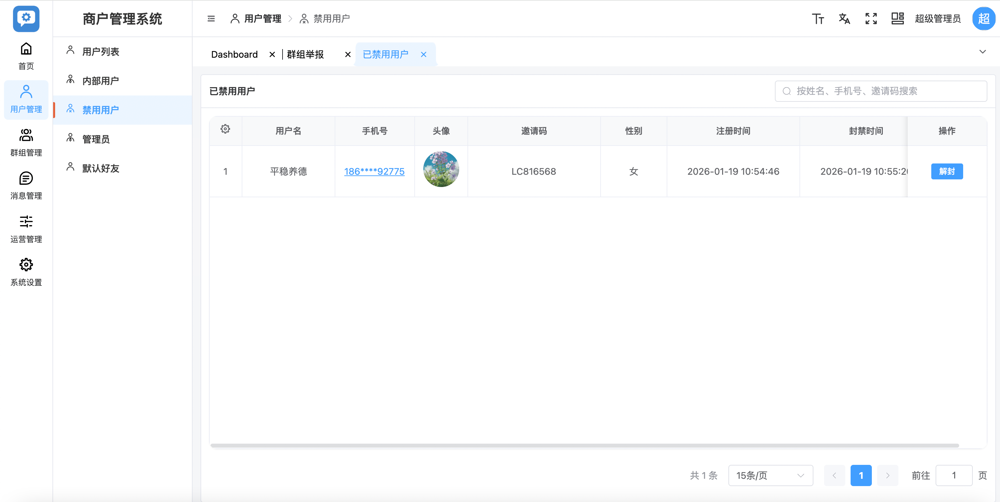 商户管理系统
用户管理
禁用用户
超级管理员
超
首页
用户管理
群组管理
消息管理
运营管理
系统设置
用户列表
内部用户
禁用用户
管理员
默认好友
Dashboard
群组举报
已禁用用户
已禁用用户
按姓名、手机号、邀请码搜索
用户名 手机号 头像 邀请码 性别 注册时间 封禁时间 操作
1 平稳养德 186****92775 LC816568 女 2026-01-19 10:54:46 2026-01-19 10:55:2 解封
共 1 条 15条/页 1 前往 1 页